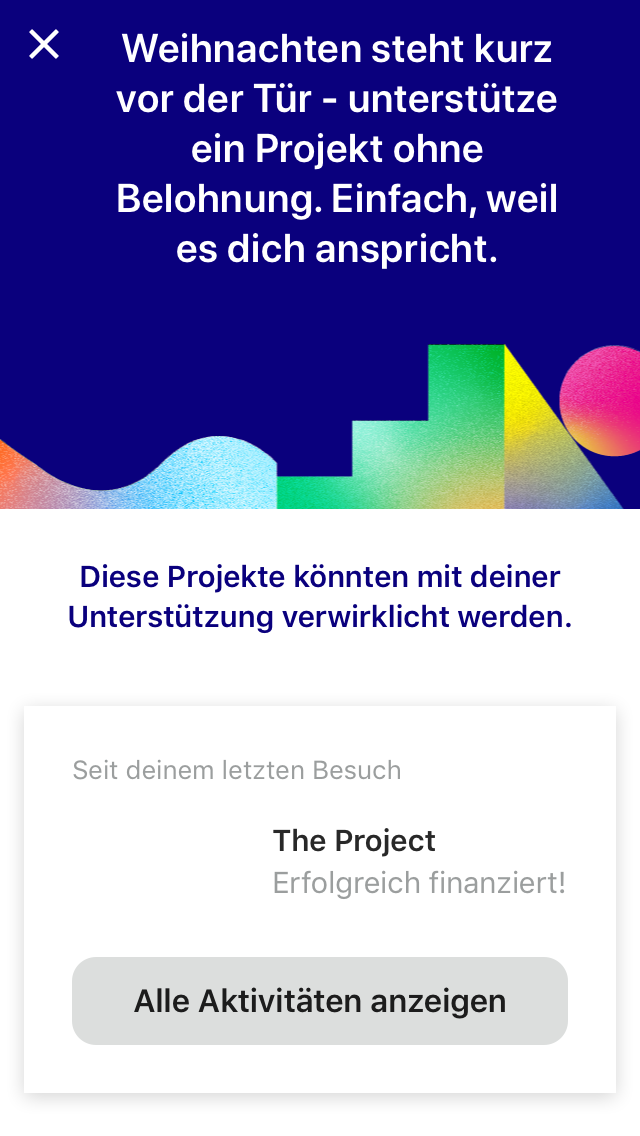 Weihnachten steht kurz
vor der Tür - unterstütze
ein Projekt ohne
Belohnung. Einfach, weil
es dich anspricht.
Diese Projekte könnten mit deiner
Unterstützung verwirklicht werden.
Seit deinem letzten Besuch
The Project
Erfolgreich finanziert!
Alle Aktivitäten anzeigen